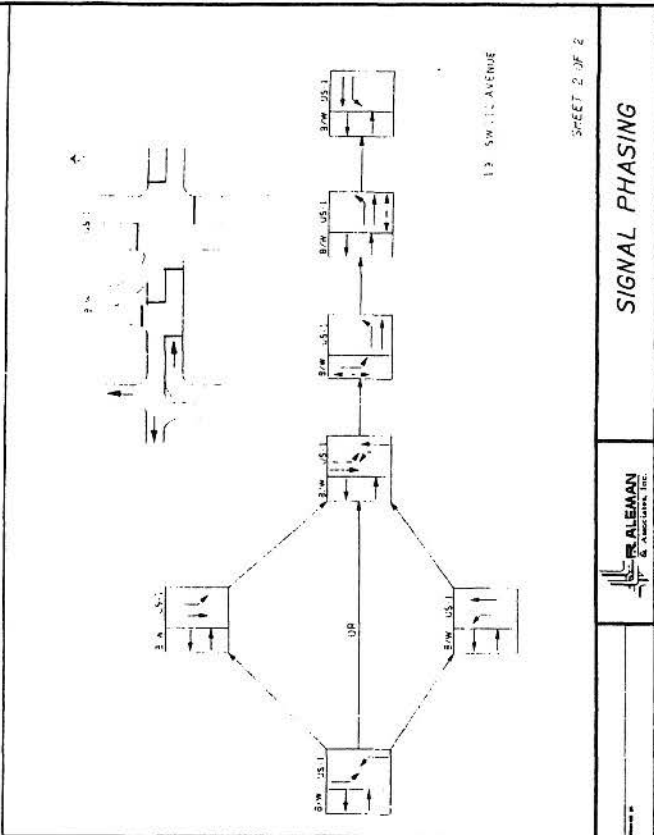 US-1
B/W
B/W US-1
B/W US-1
B/W US-1
B/W US-1
B/W US-1
B/W US-1
B/W US-1
OR
SW AVENUE
SHEET 2 OF 2
F.R. ALEMAN
& Associates, Inc.
SIGNAL PHASING